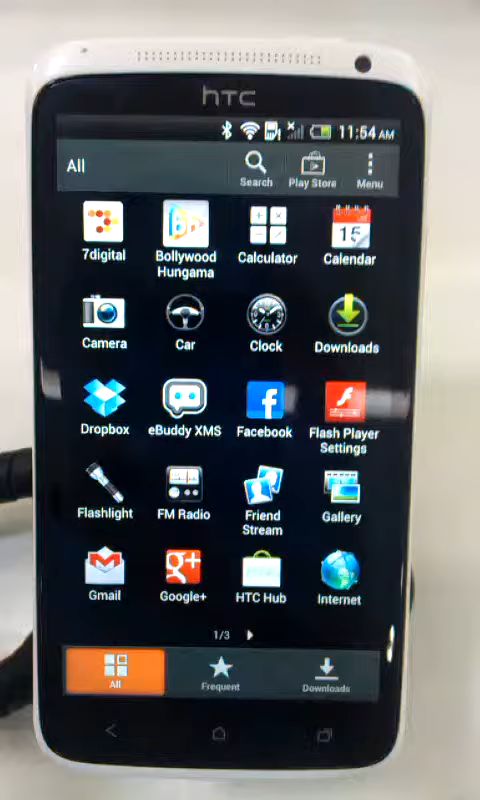 hTC
11:54 AM
All
Search Play Store Menu
7digital Bollywood Hungama Calculator Calendar
15
Camera Car Clock Downloads
Dropbox eBuddy XMS Facebook Flash Player Settings
Flashlight FM Radio Friend Stream Gallery
Gmail Google+ HTC Hub Internet
1/3
All Frequent Downloads